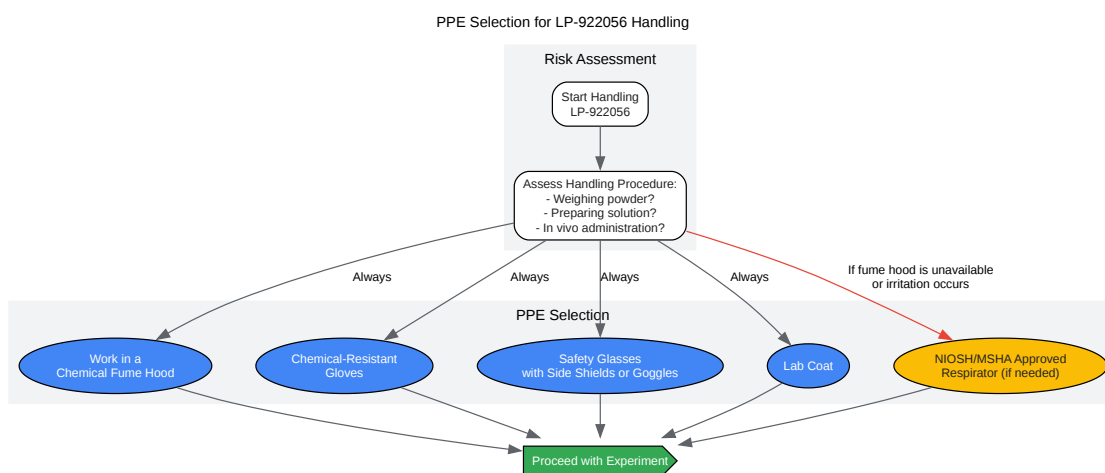 PPE Selection for LP-922056 Handling
Risk Assessment
Start Handling
LP-922056
Assess Handling Procedure:
- Weighing powder?
- Preparing solution?
- In vivo administration?
Always
Always
Always
Always
If fume hood is unavailable
or irritation occurs
PPE Selection
Work in a
Chemical Fume Hood
Chemical-Resistant
Gloves
Safety Glasses
with Side Shields or Goggles
Lab Coat
NIOSH/MSHA Approved
Respirator (if needed)
Proceed with Experiment